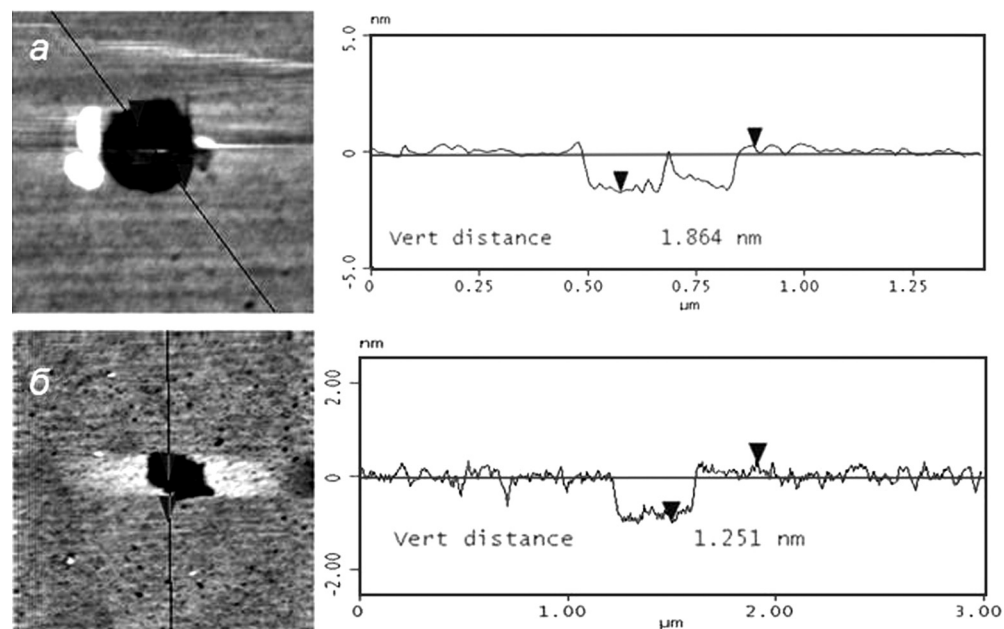 а
nm
5.0
0
-5.0
Vert distance 1.864 nm
0 0.25 0.50 0.75 1.00 1.25
µm
б
nm
2.00
0
-2.00
Vert distance 1.251 nm
0 1.00 2.00 3.00
µm